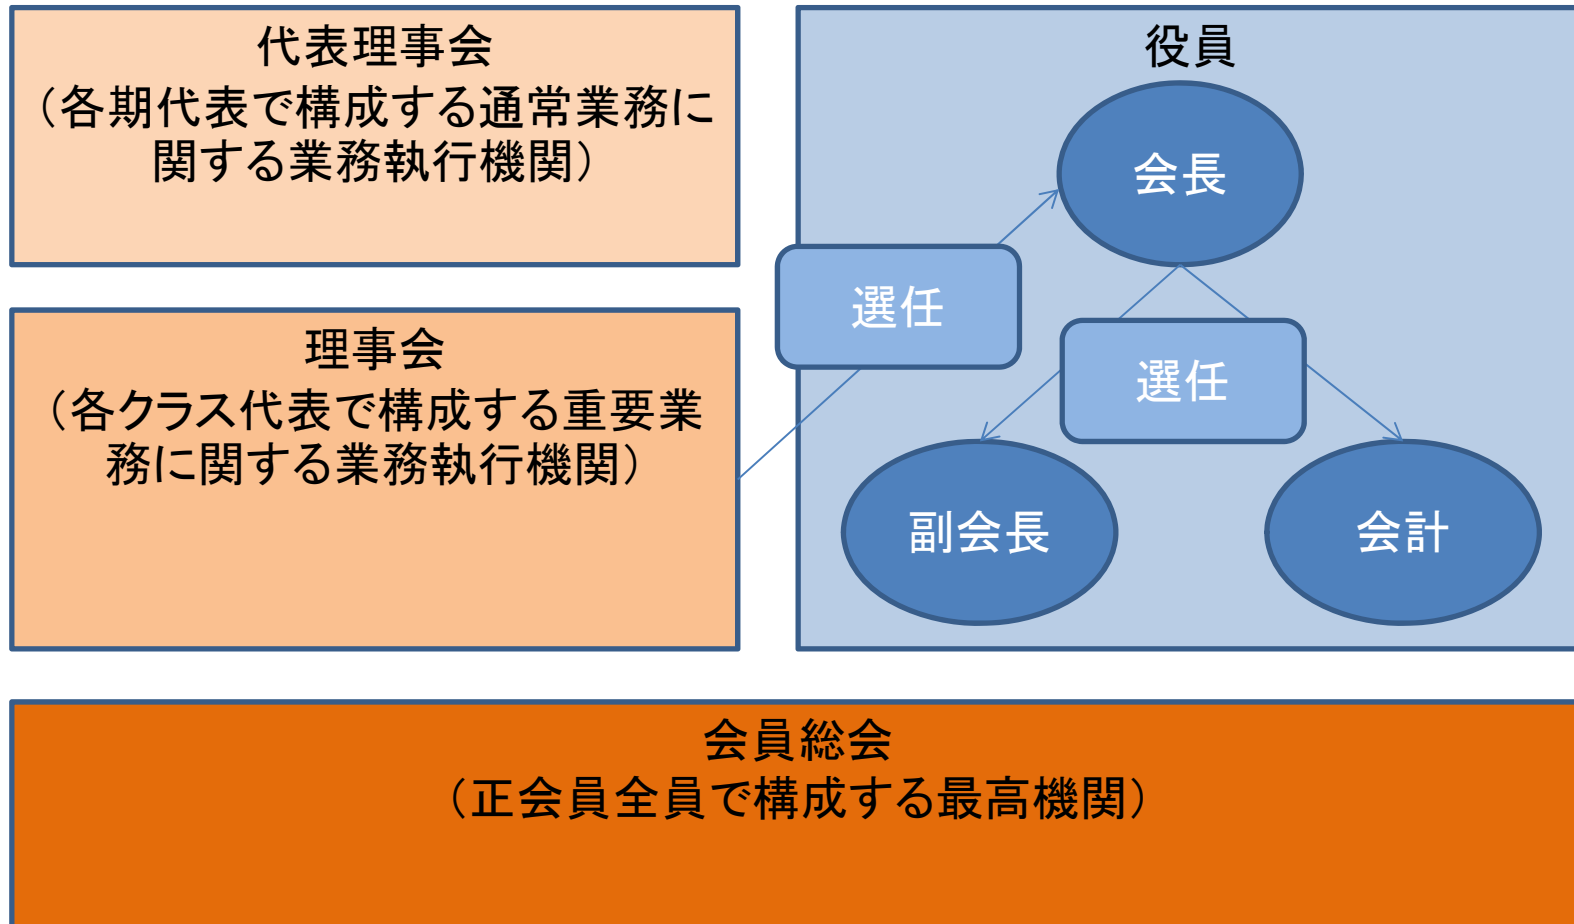 代表理事会
（各期代表で構成する通常業務に
関する業務執行機関）
理事会
（各クラス代表で構成する重要業
務に関する業務執行機関）
役員
会長
選任
選任
副会長
会計
会員総会
（正会員全員で構成する最高機関）